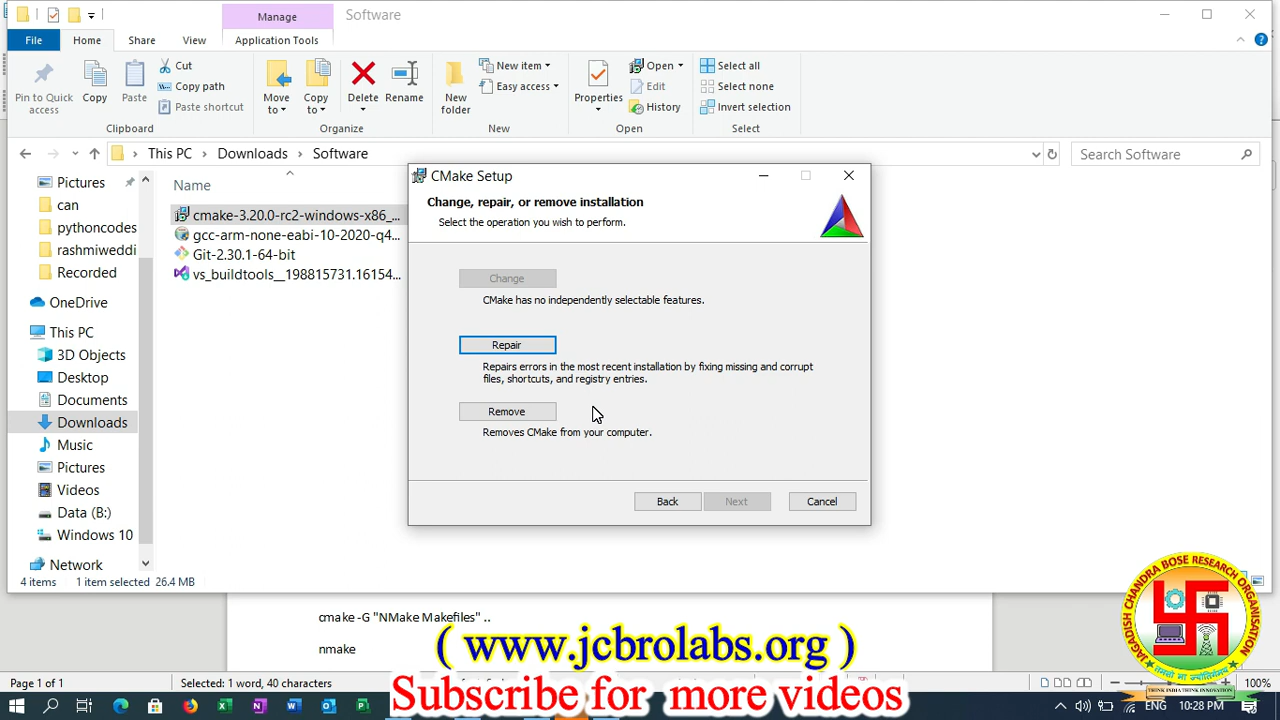 Manage
Software
File
Home
Share
View
Application Tools
Pin to Quick access
Copy
Paste
Cut
Copy path
Paste shortcut
Clipboard
Move to
Copy to
Delete
Rename
Organize
New folder
New item
Easy access
New
Properties
Open
Edit
History
Open
Select all
Select none
Invert selection
Select
This PC
Downloads
Software
Search Software
Pictures
can
pythoncodes
rashmiweddi
Recorded
OneDrive
This PC
3D Objects
Desktop
Documents
Downloads
Music
Pictures
Videos
Data (B:)
Windows 10
Network
Name
cmake-3.20.0-rc2-windows-x86_...
gcc-arm-none-eabi-10-2020-q4...
Git-2.30.1-64-bit
vs_buildtools__198815731.16154...
CMake Setup
Change, repair, or remove installation
Select the operation you wish to perform.
Change
CMake has no independently selectable features.
Repair
Repairs errors in the most recent installation by fixing missing and corrupt
files, shortcuts, and registry entries.
Remove
Removes CMake from your computer.
Back
Next
Cancel
4 items
1 item selected 26.4 MB
cmake -G "NMake Makefiles" ..
nmake
( www.jcbrolabs.org )
Subscribe for more videos
JAGADISH CHANDRA BOSE RESEARCH ORGANISATION
THINK INDIA THINK INNOVATION
Page 1 of 1
Selected: 1 word, 40 characters
100%
ENG
10:28 PM